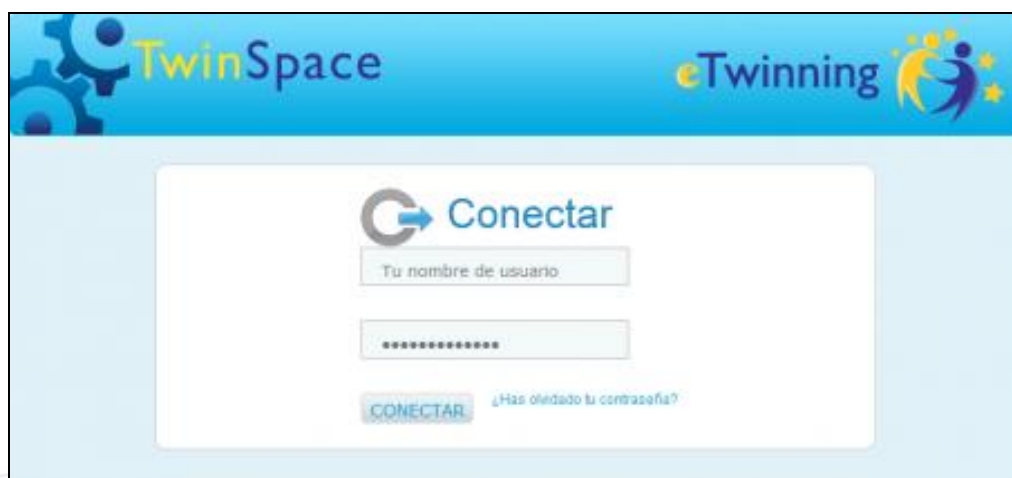 TwinSpace
eTwinning
Conectar
Tu nombre de usuario
•••••••••••••
CONECTAR
¿Has olvidado tu contraseña?